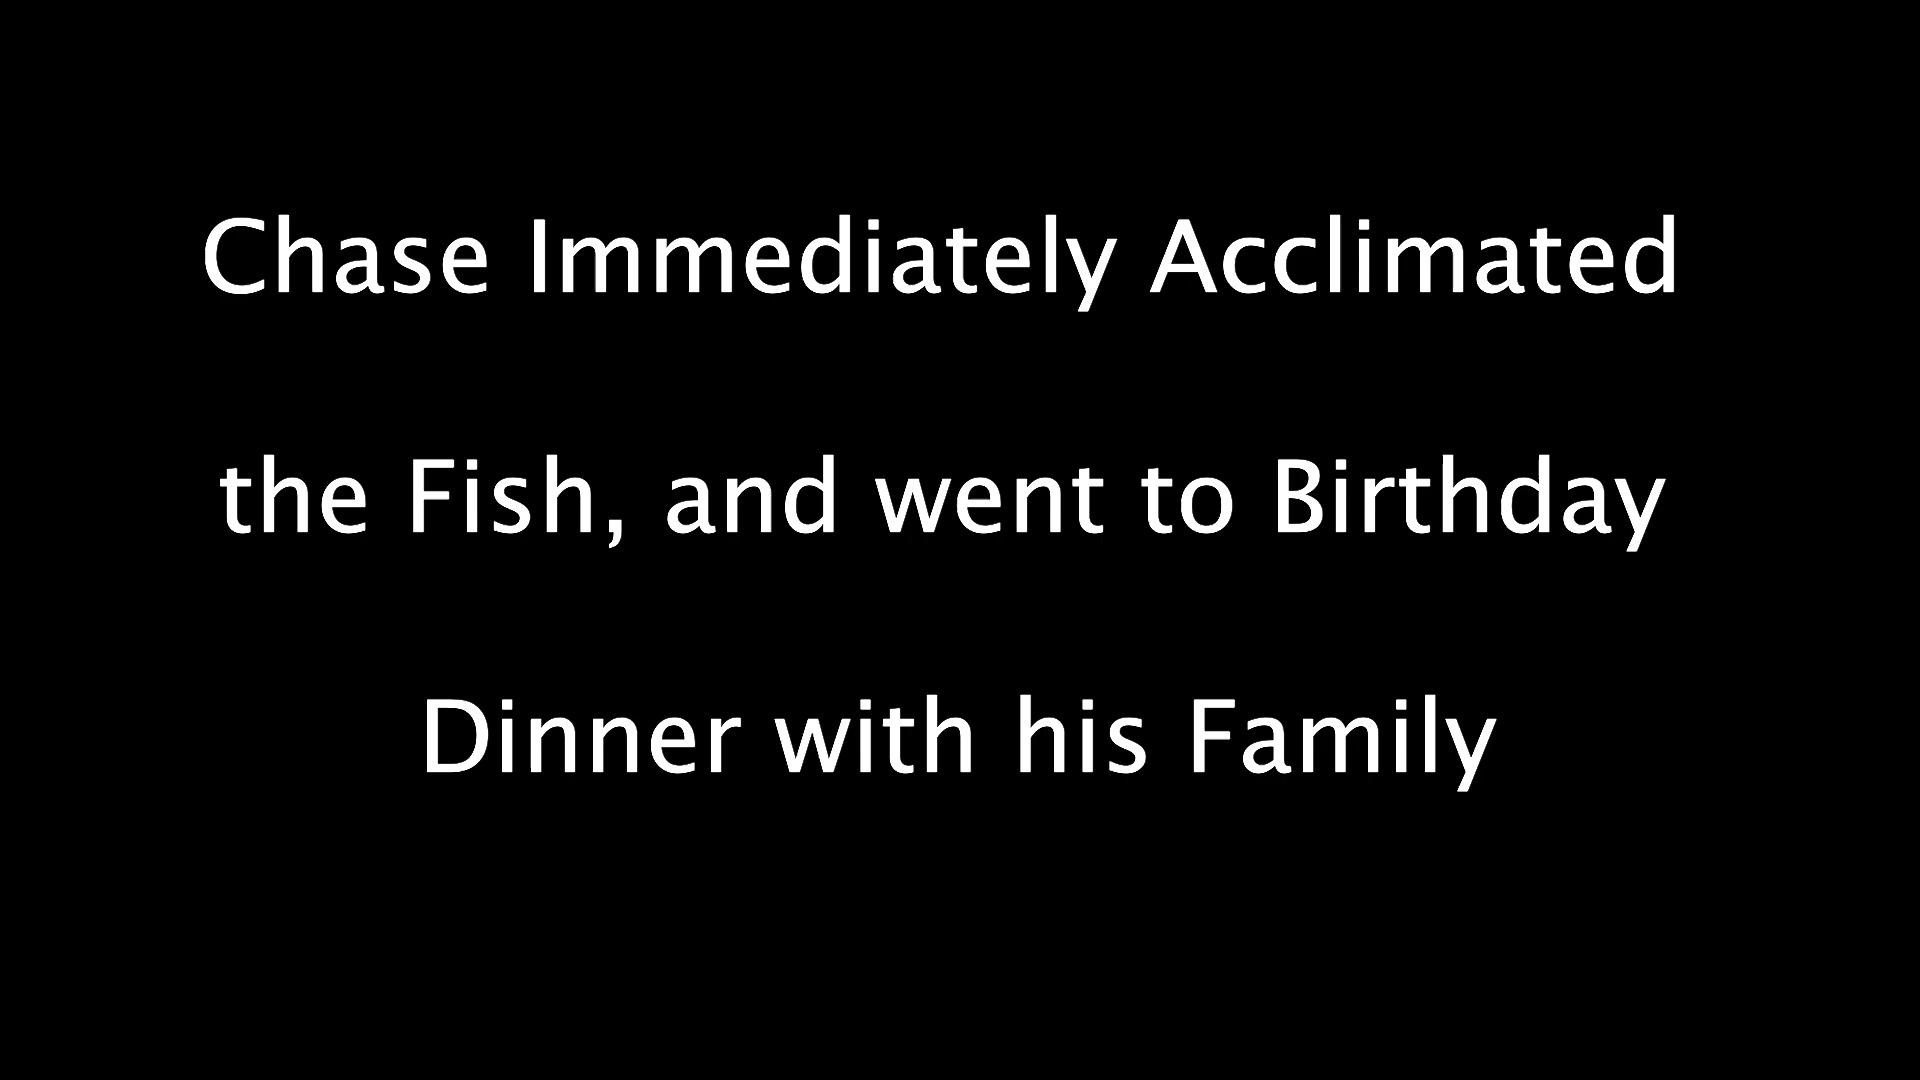 Chase Immediately Acclimated
the Fish, and went to Birthday
Dinner with his Family